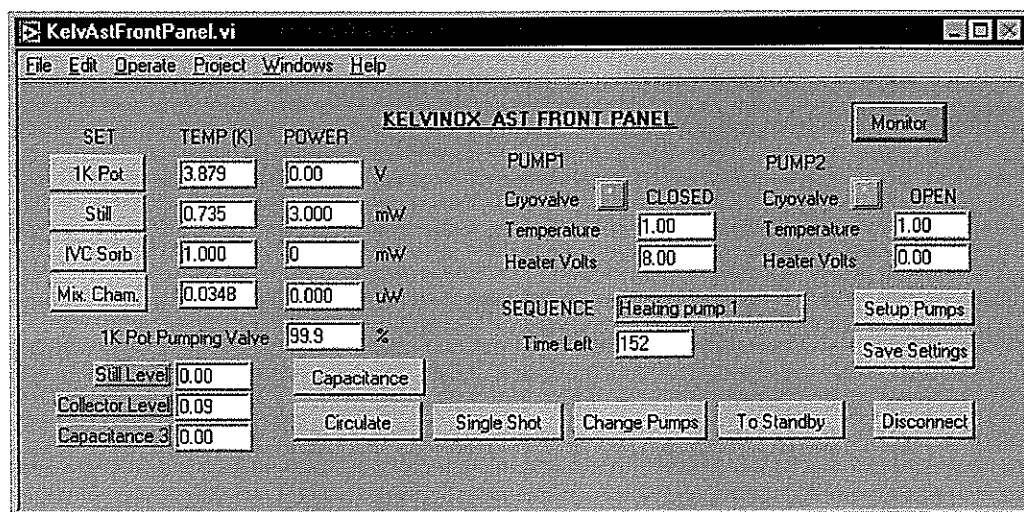 KelvAstFrontPanel.vi
File Edit Operate Project Windows Help
KELVINOX AST FRONT PANEL
Monitor
SET TEMP (K) POWER
1K Pot 3.879 0.00 V
Still 0.735 3.000 mW
IVC Sorb 1.000 0 mW
Mix. Cham. 0.0348 0.000 uW
1K Pot Pumping Valve 99.9 %
Still Level 0.00
Collector Level 0.09
Capacitance 3 0.00
PUMP1
Cryovalve CLOSED
Temperature 1.00
Heater Volts 8.00
PUMP2
Cryovalve OPEN
Temperature 1.00
Heater Volts 0.00
SEQUENCE Heating pump 1
Time Left 152
Setup Pumps
Save Settings
Capacitance
Circulate Single Shot Change Pumps To Standby Disconnect